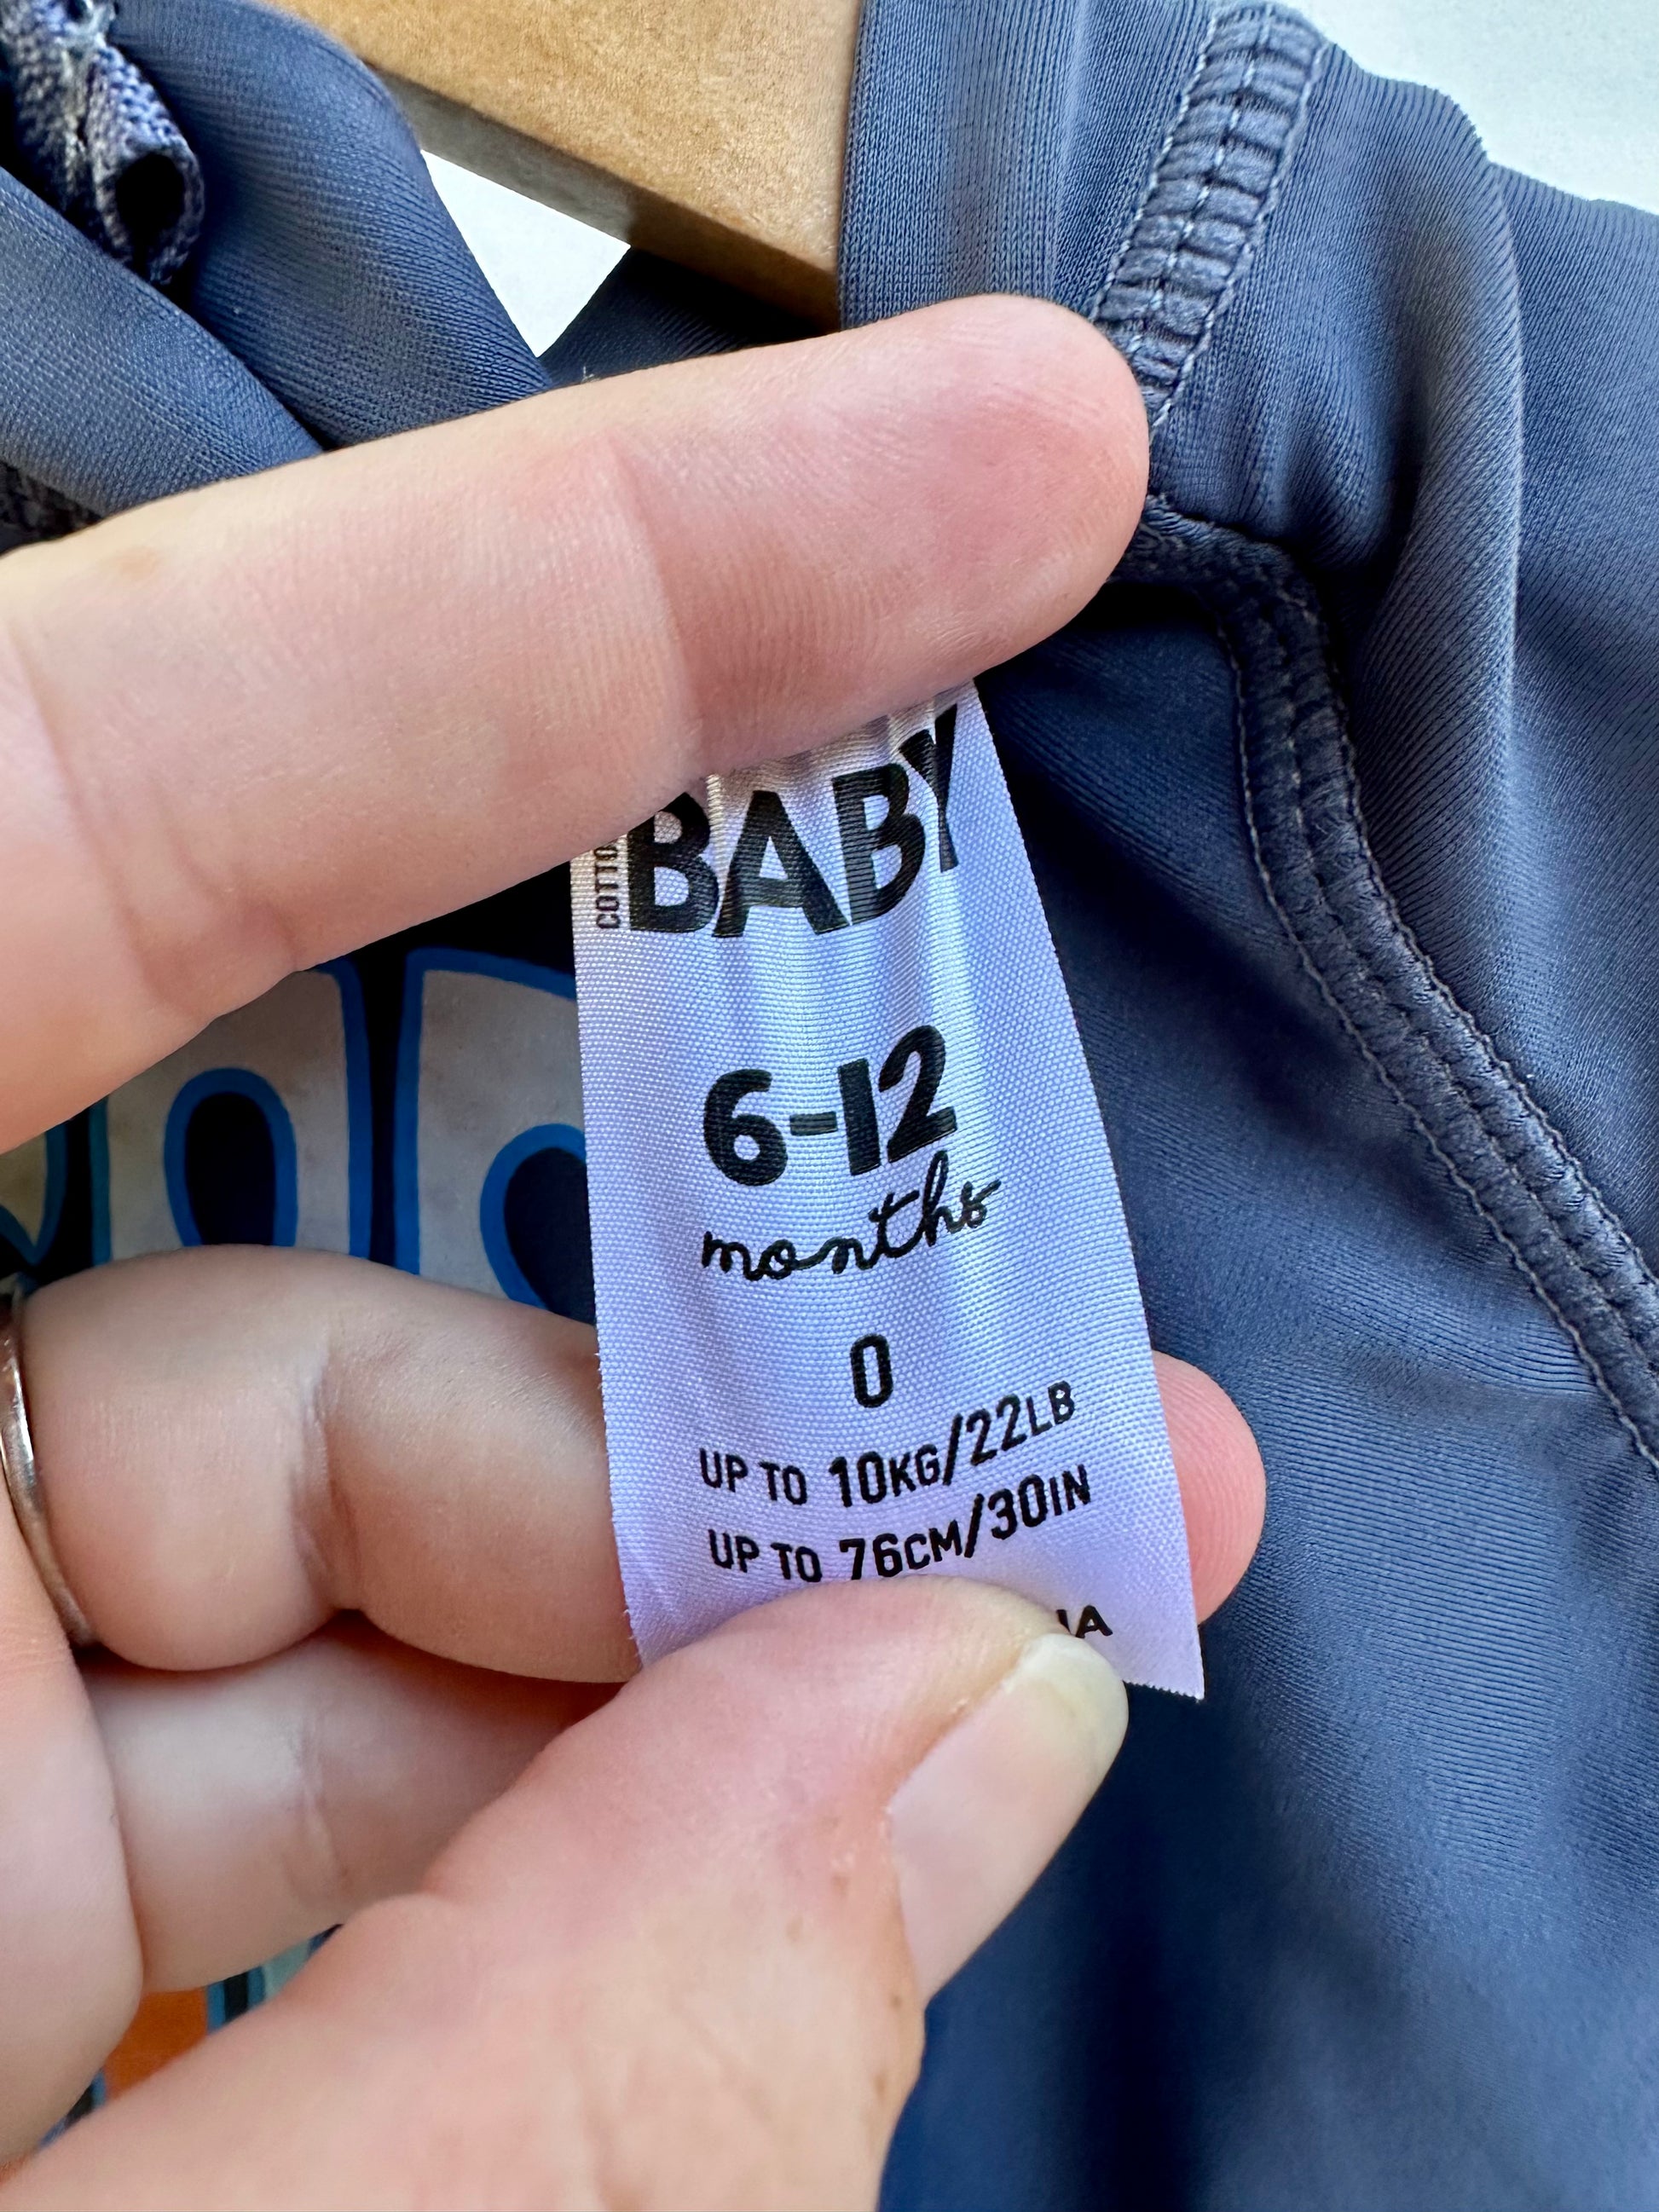 BABY
6-12
months
0
UP TO 10KG/22LB
UP TO 76CM/30IN